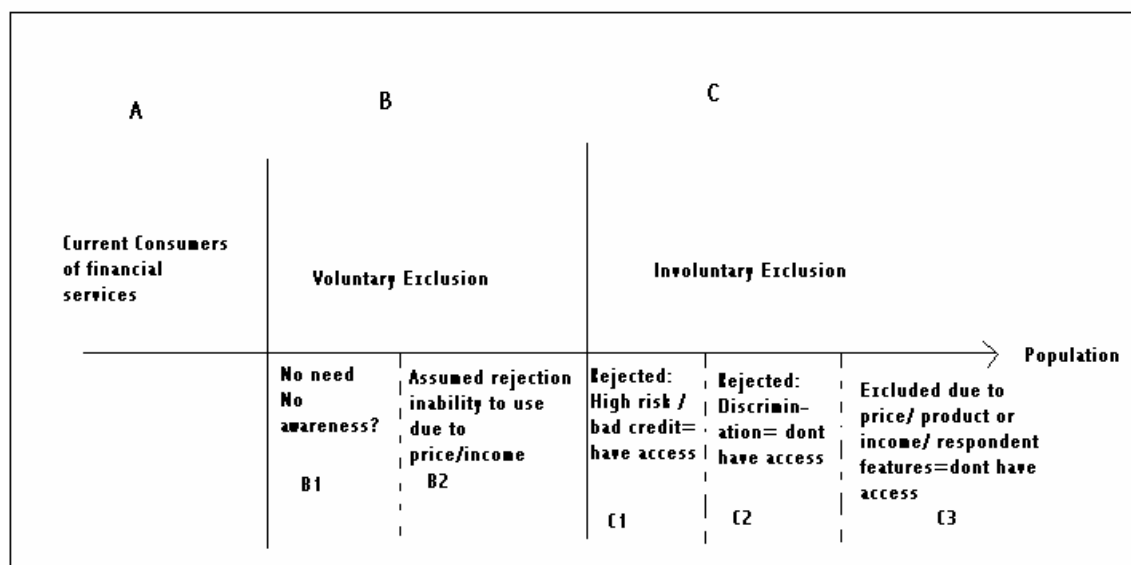 A
B
C
Current Consumers
of financial
services
Voluntary Exclusion
Involuntary Exclusion
Population
No need
No
awareness?
B1
Assumed rejection
inability to use
due to
price/income
B2
Rejected:
High risk /
bad credit=
have access
C1
Rejected:
Discrimin-
ation= dont
have access
C2
Excluded due to
price/ product or
income/ respondent
features=dont have
access
C3